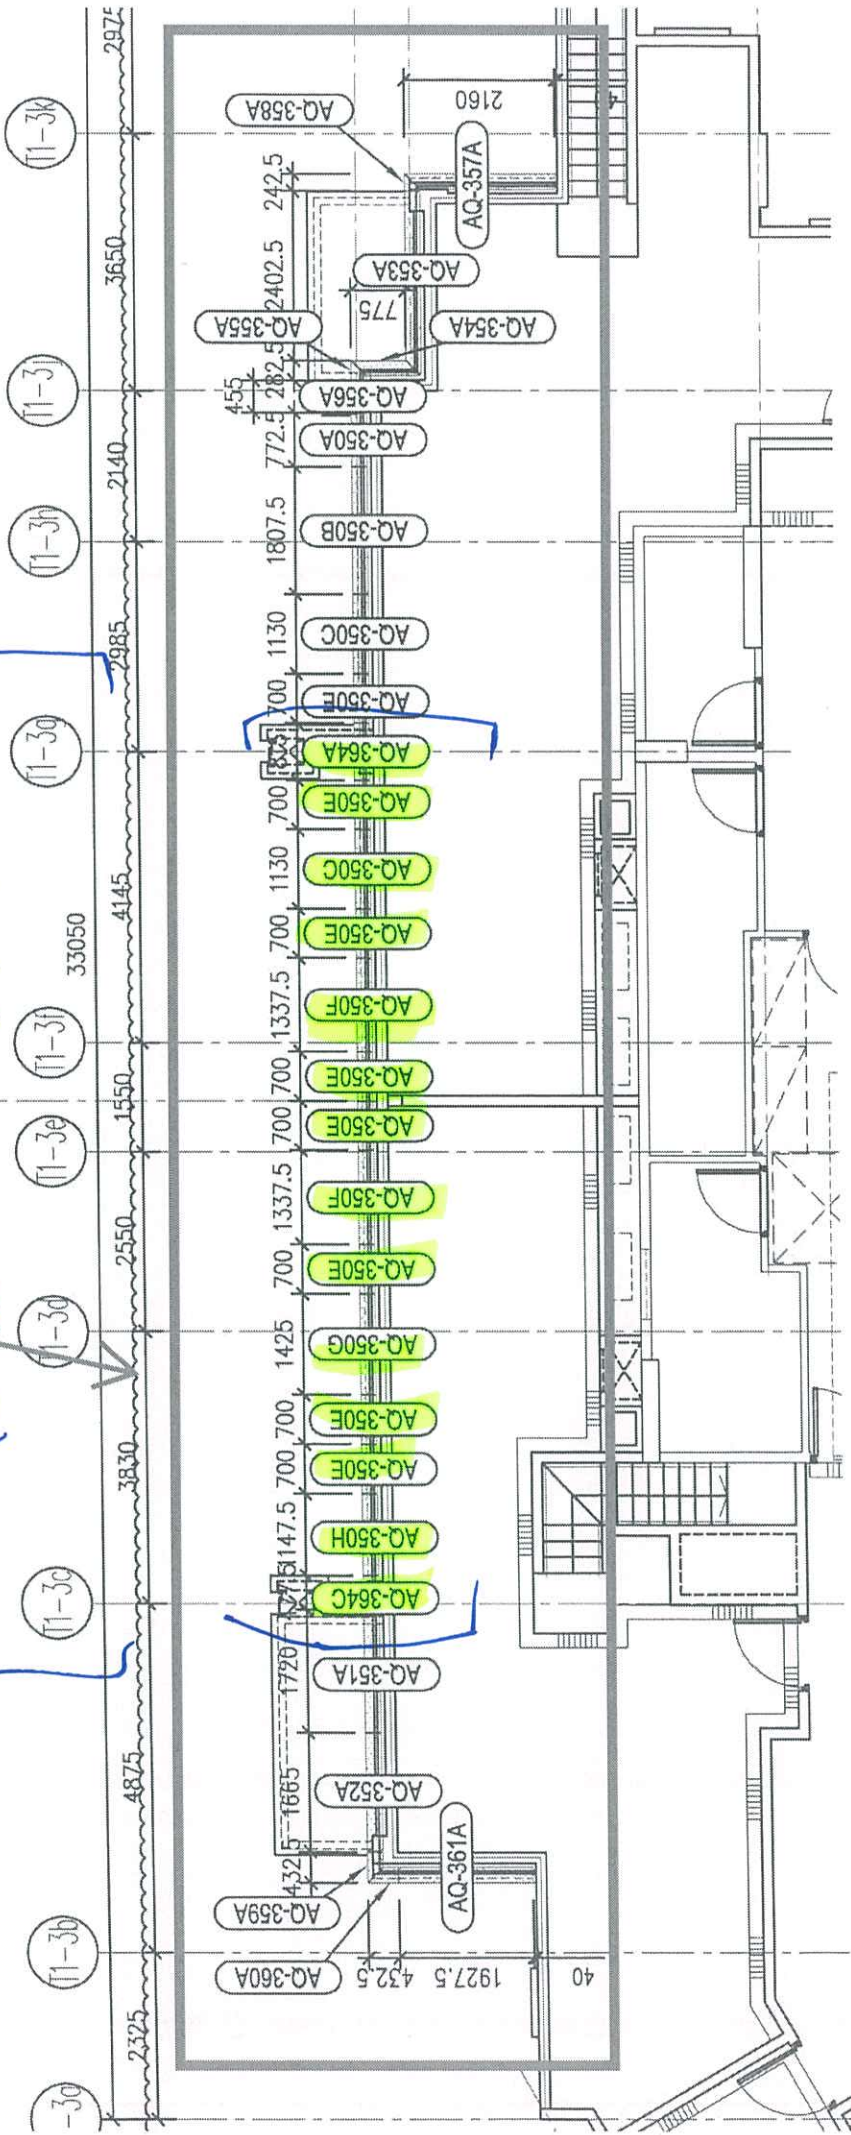 T1-3k
T1-3j
T1-3h
T1-3g
T1-3f
T1-3e
T1-3d
T1-3c
T1-3b
2975
3650
2140
2985
4145
1550
2550
3830
4875
2325
33050
242.5
2402.5
282.5
455
772.5
1807.5
1130
700
700
1130
700
1337.5
700
700
1337.5
700
1425
700
700
1147.5
1720
1665
432.5
2160
775
AQ-358A
AQ-357A
AQ-353A
AQ-355A
AQ-354A
AQ-356A
AQ-350A
AQ-350B
AQ-350C
AQ-350E
AQ-364A
AQ-350E
AQ-350C
AQ-350E
AQ-350F
AQ-350E
AQ-350E
AQ-350F
AQ-350E
AQ-350G
AQ-350E
AQ-350E
AQ-350H
AQ-364C
AQ-351A
AQ-352A
AQ-361A
AQ-359A
AQ-360A
432.5
1927.5
40